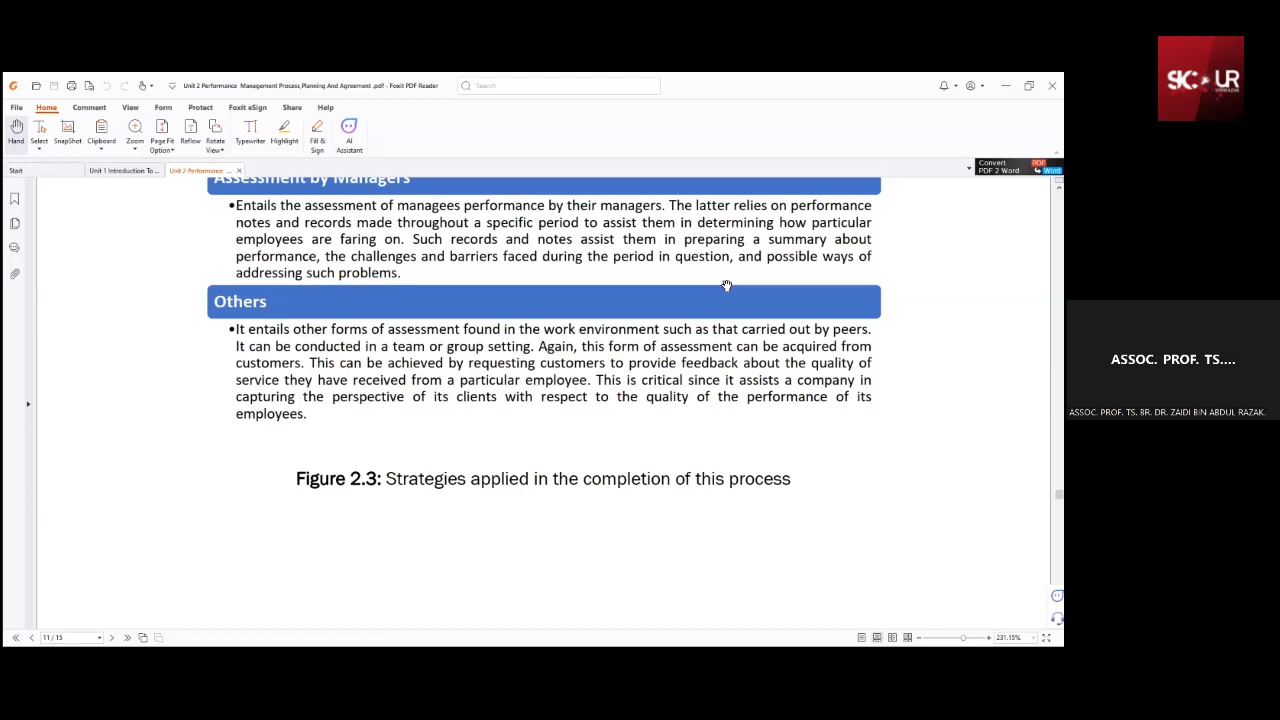 Unit 2 Performance Management Process,Planning And Agreement .pdf - Foxit PDF Reader
Search
File Home Comment View Form Protect Foxit eSign Share Help
Hand Select SnapShot Clipboard Zoom Page Fit Option Reflow Rotate View Typewriter Highlight Fill & Sign AI Assistant
Start Unit 1 Introduction To ... Unit 2 Performance ...
Convert PDF
PDF 2 Word Word
Assessment by Managers
•Entails the assessment of managees performance by their managers. The latter relies on performance
notes and records made throughout a specific period to assist them in determining how particular
employees are faring on. Such records and notes assist them in preparing a summary about
performance, the challenges and barriers faced during the period in question, and possible ways of
addressing such problems.
Others
•It entails other forms of assessment found in the work environment such as that carried out by peers.
It can be conducted in a team or group setting. Again, this form of assessment can be acquired from
customers. This can be achieved by requesting customers to provide feedback about the quality of
service they have received from a particular employee. This is critical since it assists a company in
capturing the perspective of its clients with respect to the quality of the performance of its
employees.
Figure 2.3: Strategies applied in the completion of this process
11 / 15
231.15%
ASSOC. PROF. TS....
ASSOC. PROF. TS. BR. DR. ZAIDI BIN ABDUL RAZAK.